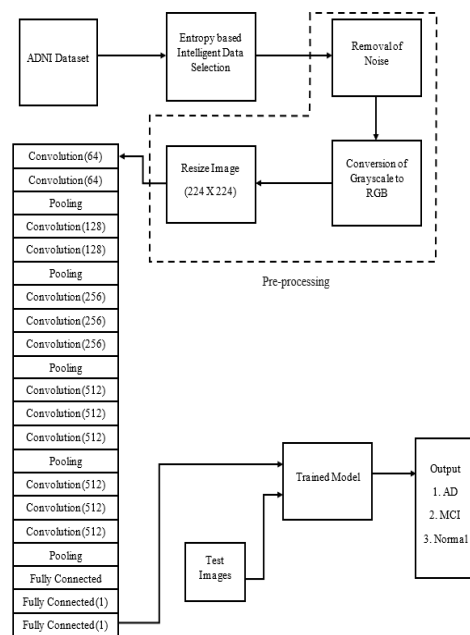 ADNI Dataset
Entropy based
Intelligent Data
Selection
Removal of
Noise
Conversion of
Grayscale to
RGB
Resize Image
(224 X 224)
Pre-processing
Convolution(64)
Convolution(64)
Pooling
Convolution(128)
Convolution(128)
Pooling
Convolution(256)
Convolution(256)
Convolution(256)
Pooling
Convolution(512)
Convolution(512)
Convolution(512)
Pooling
Convolution(512)
Convolution(512)
Convolution(512)
Pooling
Fully Connected
Fully Connected(1)
Fully Connected(1)
Test
Images
Trained Model
Output
1. AD
2. MCI
3. Normal